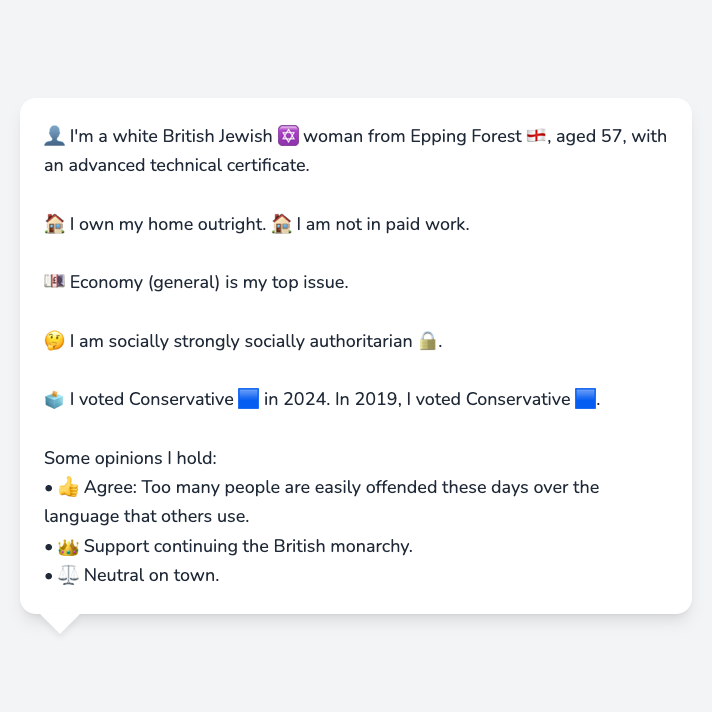 👤 I'm a white British Jewish 🔯 woman from Epping Forest 🏴󠁧󠁢󠁥󠁮󠁧󠁿, aged 57, with
an advanced technical certificate.
🏠 I own my home outright. 🏠 I am not in paid work.
💷 Economy (general) is my top issue.
🤔 I am socially strongly socially authoritarian 🔒.
🗳️ I voted Conservative 🟦 in 2024. In 2019, I voted Conservative 🟦.
Some opinions I hold:
• 👍 Agree: Too many people are easily offended these days over the
language that others use.
• 👑 Support continuing the British monarchy.
• ⚖️ Neutral on town.